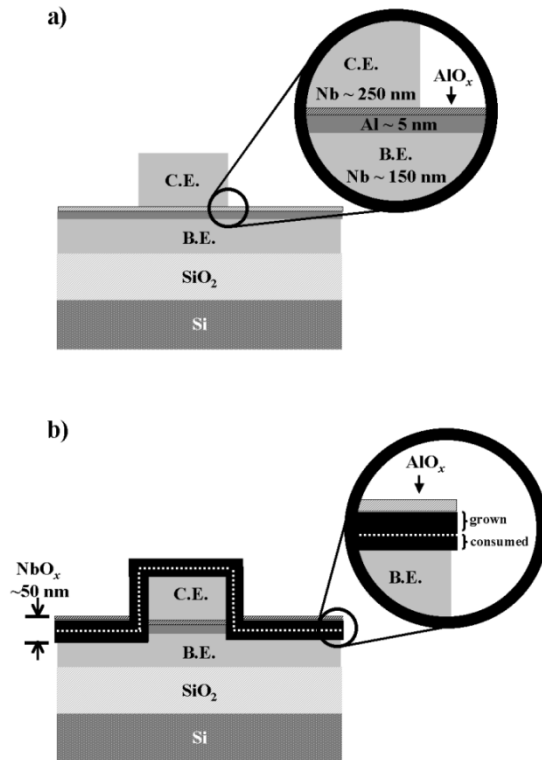 a)
C.E.
Nb ~ 250 nm
AlOₓ
Al ~ 5 nm
B.E.
Nb ~ 150 nm
C.E.
B.E.
SiO₂
Si
b)
AlOₓ
grown
consumed
B.E.
NbOₓ
~50 nm
C.E.
B.E.
SiO₂
Si